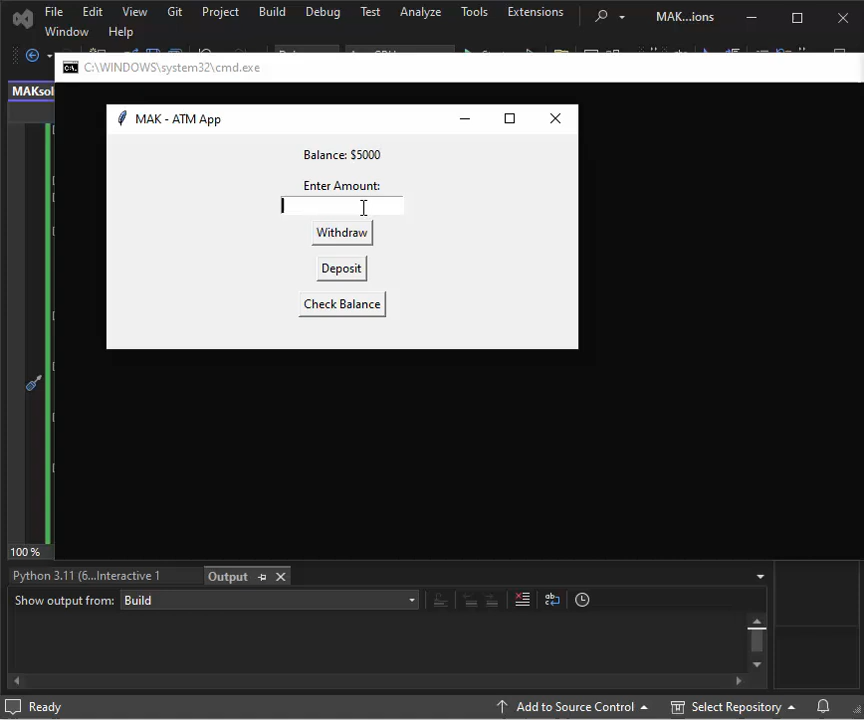 File Edit View Git Project Build Debug Test Analyze Tools Extensions MAK...ions
Window Help
C:\WINDOWS\system32\cmd.exe
MAKsol
MAK - ATM App
Balance: $5000
Enter Amount:
Withdraw
Deposit
Check Balance
100 %
Python 3.11 (6...Interactive 1 Output
Show output from: Build
Ready Add to Source Control Select Repository